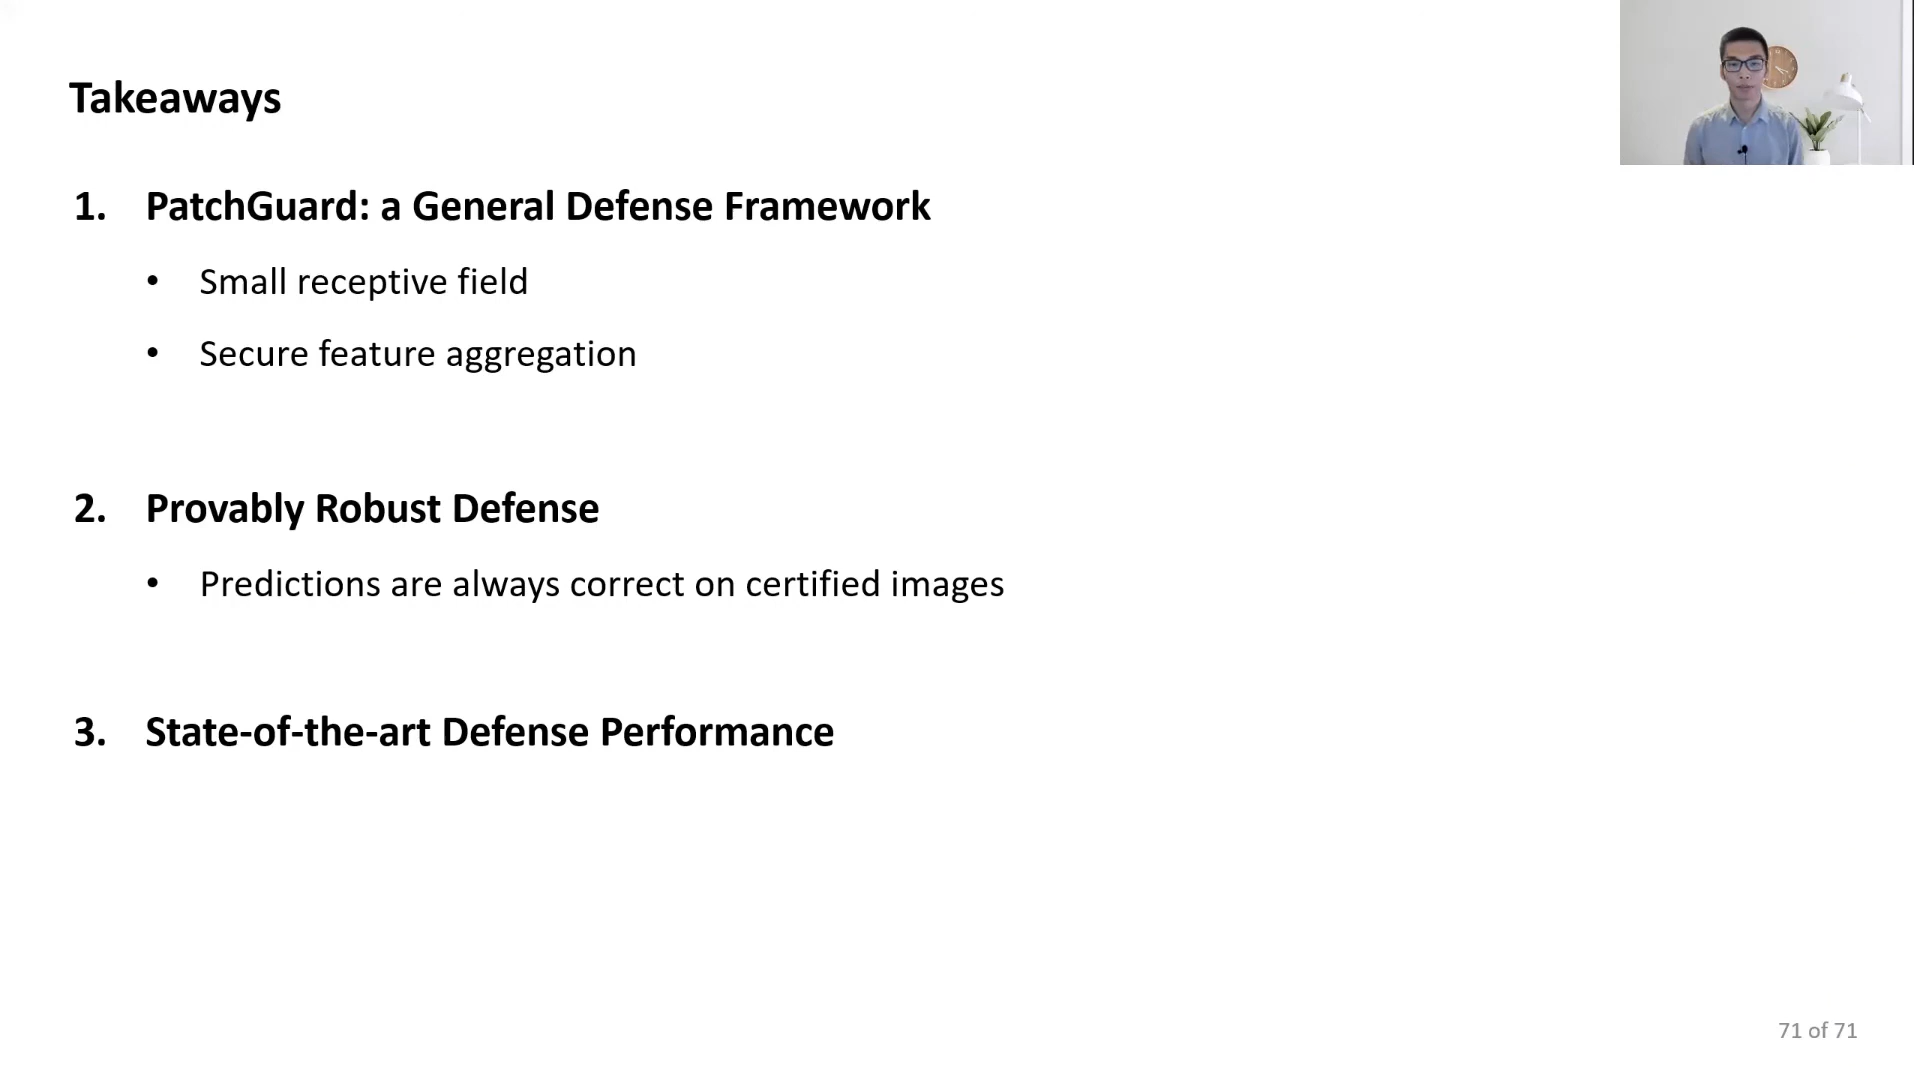 Takeaways
1. PatchGuard: a General Defense Framework
• Small receptive field
• Secure feature aggregation
2. Provably Robust Defense
• Predictions are always correct on certified images
3. State-of-the-art Defense Performance
71 of 71